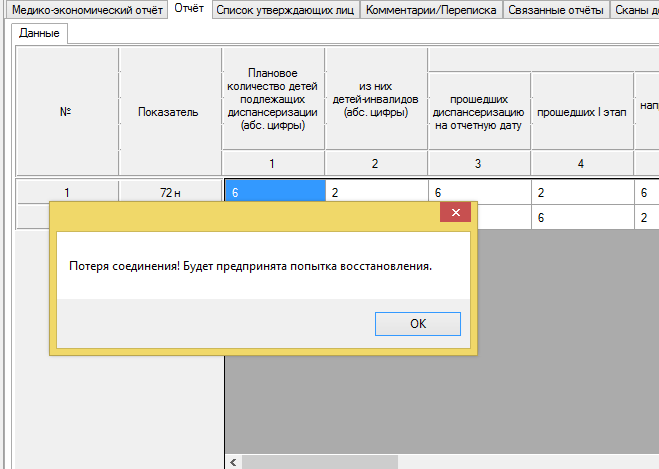 Медико-экономический отчёт Отчёт Список утверждающих лиц Комментарии/Переписка Связанные отчёты Сканы
Данные
№
Показатель
Плановое
количество детей
подлежащих
диспансеризации
(абс. цифры)
из них
детей-инвалидов
(абс. цифры)
прошедших
диспансеризацию
на отчетную дату
прошедших I этап
1 2 3 4
1 72 н 6 2 6 2 6
6 2
Потеря соединения! Будет предпринята попытка восстановления.
OK